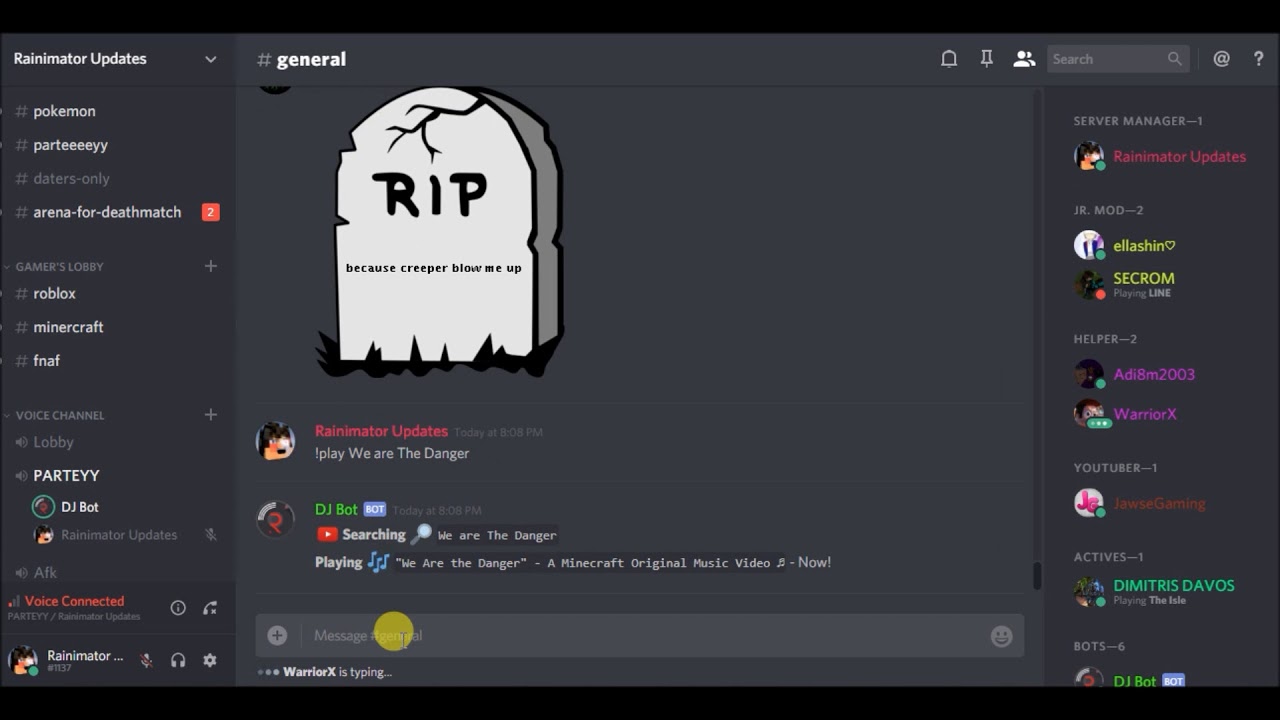 Rainimator Updates
# general
Search
@
?
# pokemon
# parteeeeyy
# daters-only
# arena-for-deathmatch 2
GAMER'S LOBBY +
# roblox
# minercraft
# fnaf
VOICE CHANNEL +
Lobby
PARTEYY
DJ Bot
Rainimator Updates
Afk
Voice Connected
PARTEYY / Rainimator Updates
Rainimator ...
#1137
RIP
because creeper blow me up
Rainimator Updates Today at 8:08 PM
!play We are The Danger
DJ Bot BOT Today at 8:08 PM
Searching We are The Danger
Playing "We Are the Danger" - A Minecraft Original Music Video ♬ - Now!
Message #general
WarriorX is typing...
SERVER MANAGER—1
Rainimator Updates
JR. MOD—2
ellashin♡
SECROM
Playing LINE
HELPER—2
Adi8m2003
WarriorX
YOUTUBER—1
JawseGaming
ACTIVES—1
DIMITRIS DAVOS
Playing The Isle
BOTS—6
DJ Bot BOT